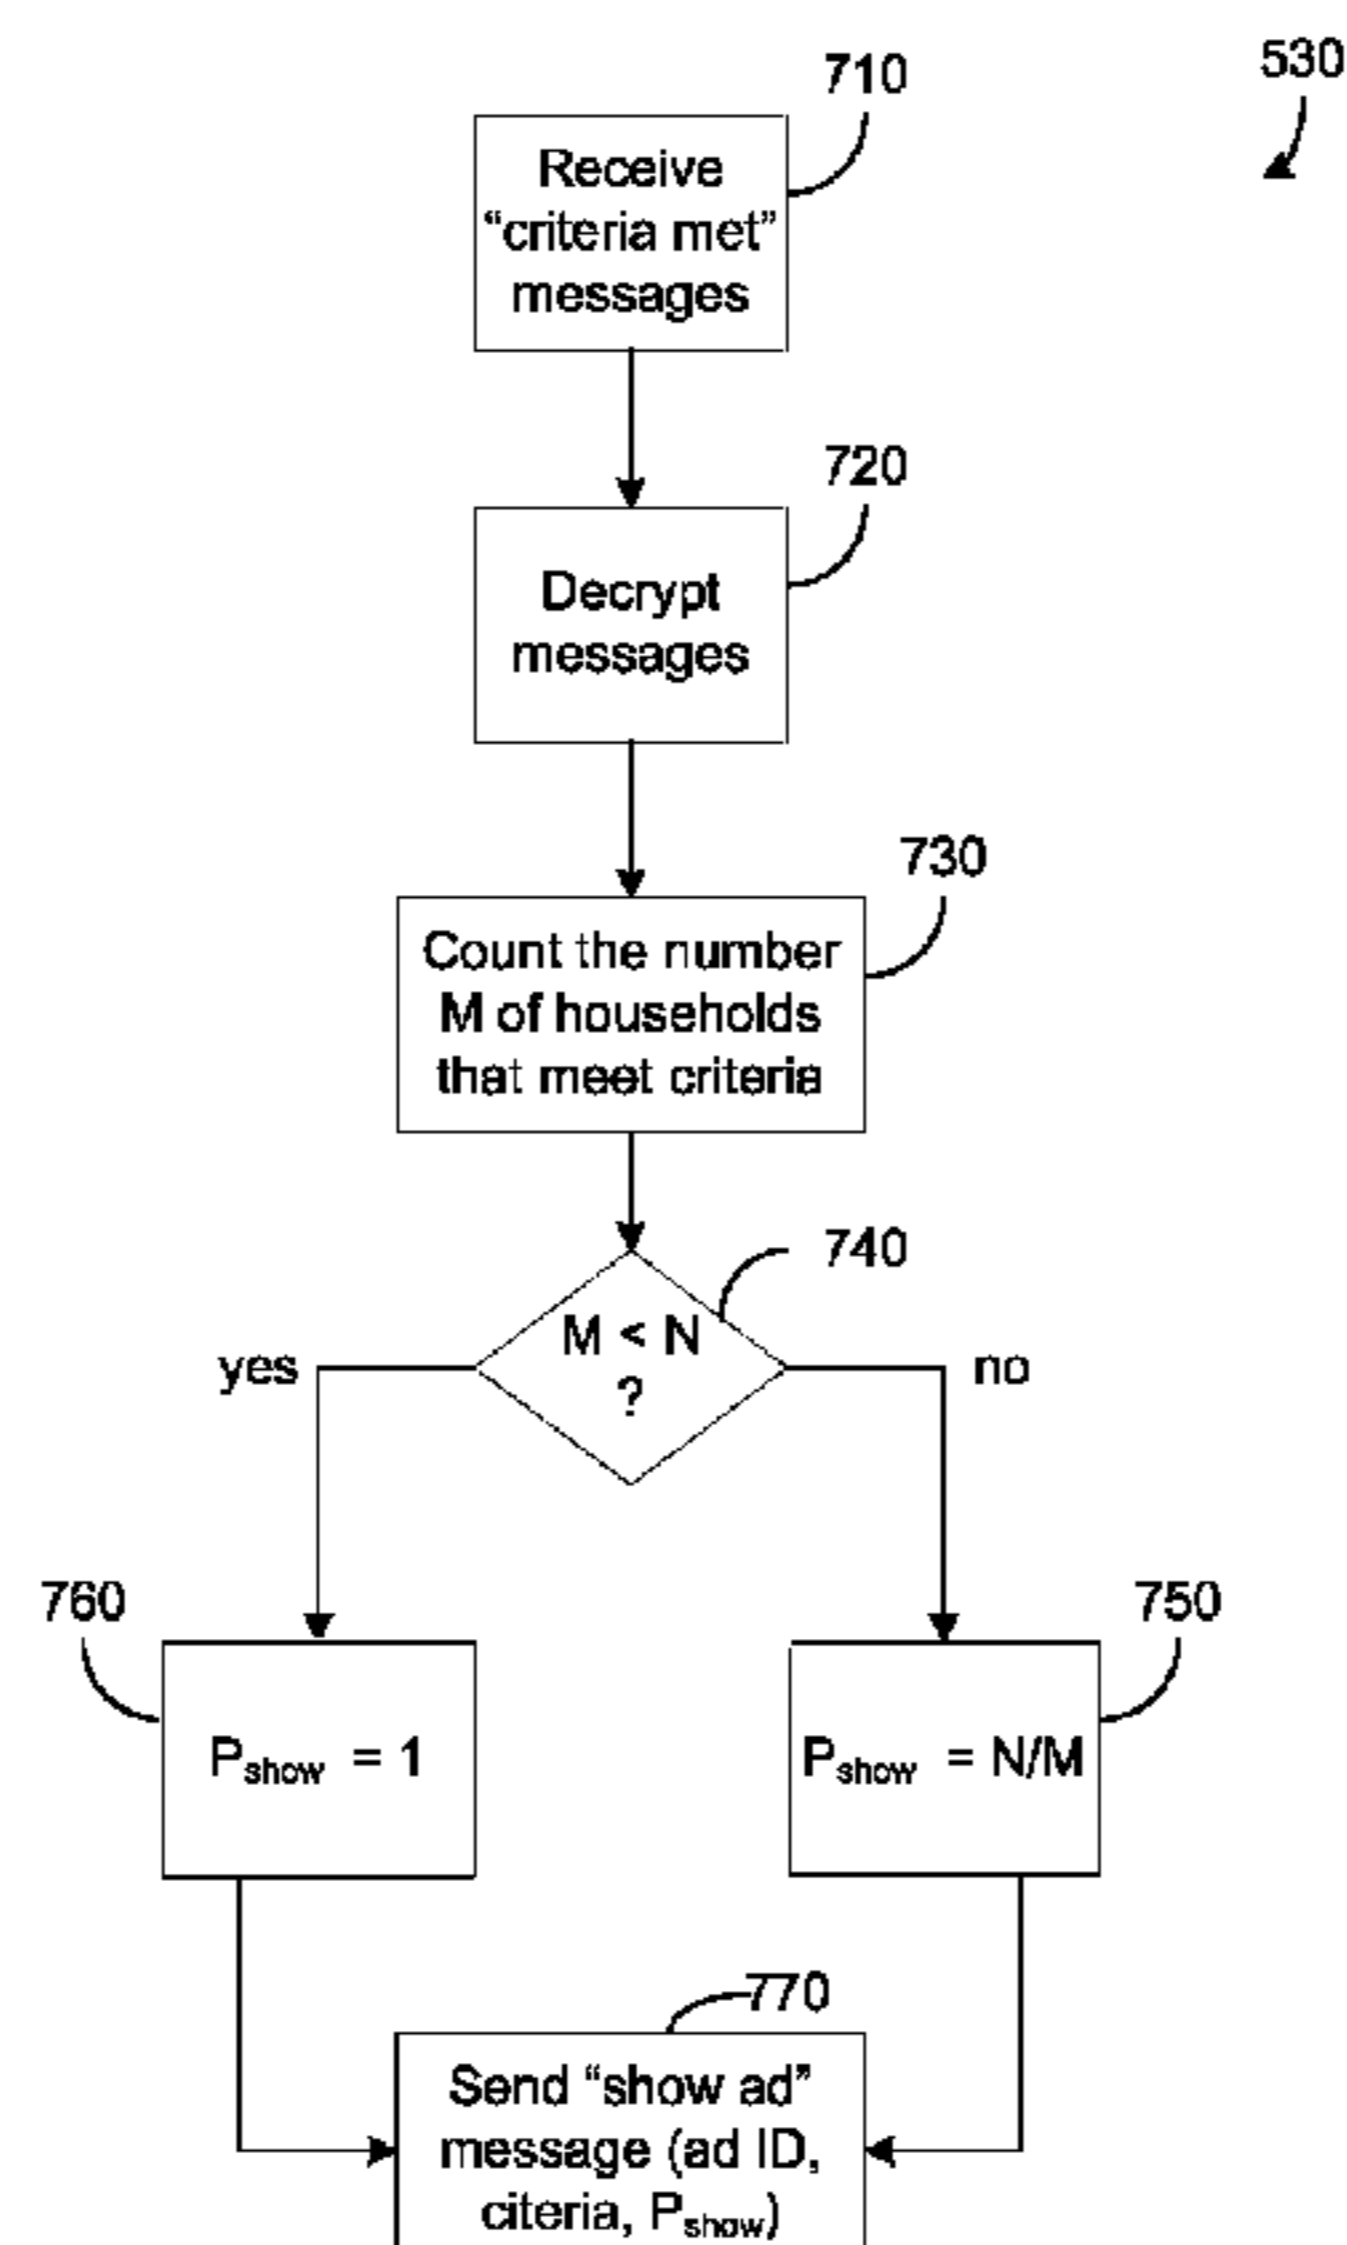 530
710
Receive
“criteria met”
messages
720
Decrypt
messages
730
Count the number
M of households
that meet criteria
740
M < N
?
yes
no
760
750
Pshow = 1
Pshow = N/M
770
Send “show ad”
message (ad ID,
citeria, Pshow)